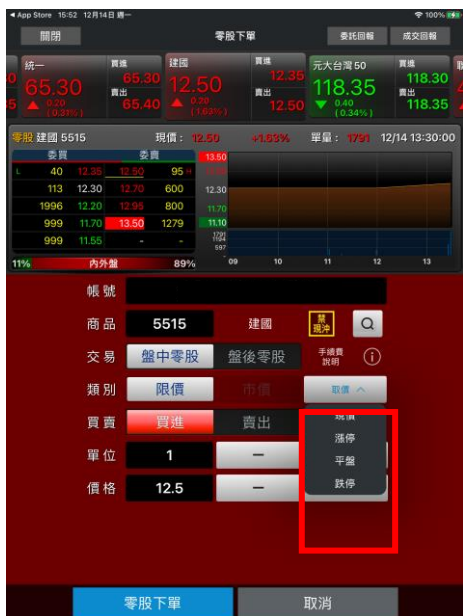 App Store 15:52 12月14日 週一 100%
關閉 零股下單 委託回報 成交回報
統一 買進 65.30 建國 買進 12.35 元大台灣50 買進 118.30
65.30 賣出 65.40 12.50 賣出 12.50 118.35 賣出 118.35
▲ 0.20 ▲ 0.20 ▼ 0.40
(0.31%) (1.63%) (0.34%)
零股 建國 5515 現價: 12.50 +1.63% 單量: 1791 12/14 13:30:00
委買 委賣 13.50
L 40 12.35 12.50 95 H
113 12.30 12.70 600 12.30
1996 12.20 12.95 800 11.70
999 11.70 13.50 1279 11.10
999 11.55 - -
597
11% 內外盤 89% 09 10 11 12 13
帳號
商品 5515 建國 禁現沖
交易 盤中零股 盤後零股 手續費說明
類別 限價 市價 取價
買賣 買進 賣出 現價
漲停
單位 1 － 平盤
價格 12.5 － 跌停
零股下單 取消